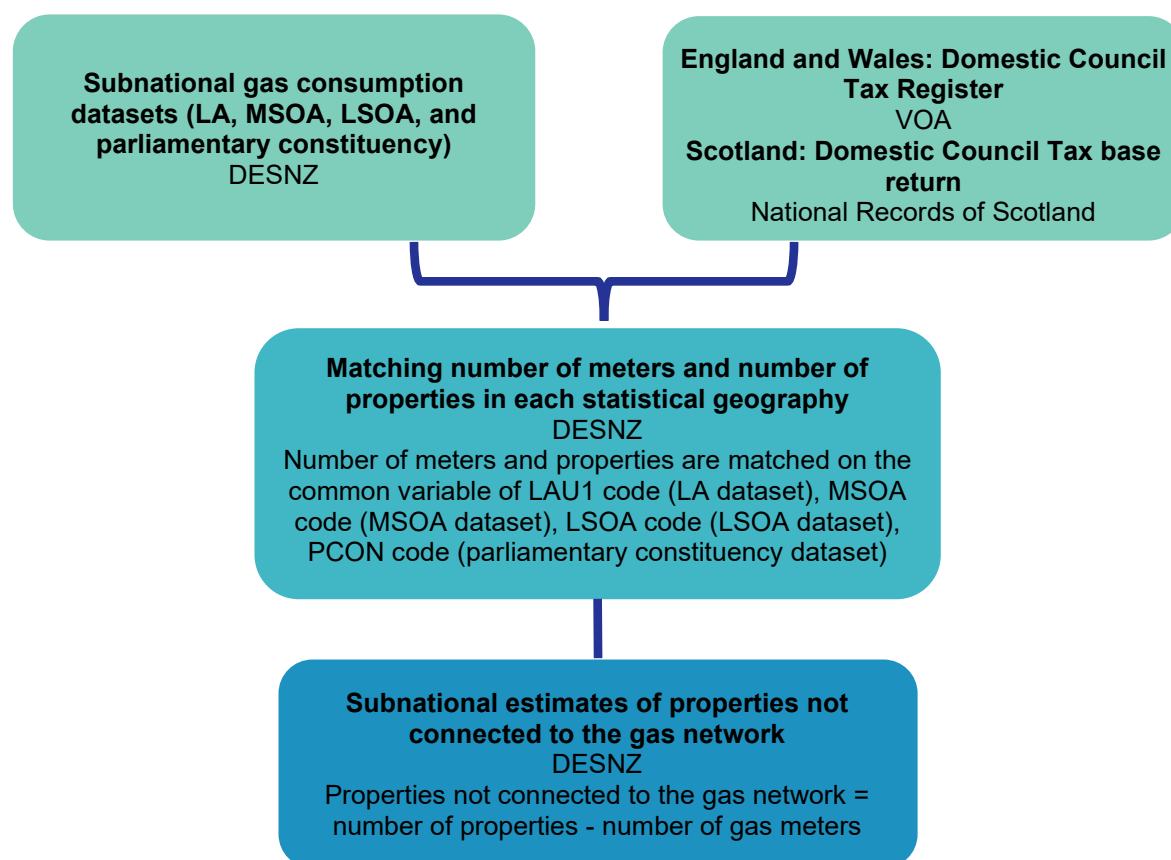 Subnational gas consumption
datasets (LA, MSOA, LSOA, and
parliamentary constituency)
DESNZ
England and Wales: Domestic Council
Tax Register
VOA
Scotland: Domestic Council Tax base
return
National Records of Scotland
Matching number of meters and number of
properties in each statistical geography
DESNZ
Number of meters and properties are matched on the
common variable of LAU1 code (LA dataset), MSOA
code (MSOA dataset), LSOA code (LSOA dataset),
PCON code (parliamentary constituency dataset)
Subnational estimates of properties not
connected to the gas network
DESNZ
Properties not connected to the gas network =
number of properties - number of gas meters